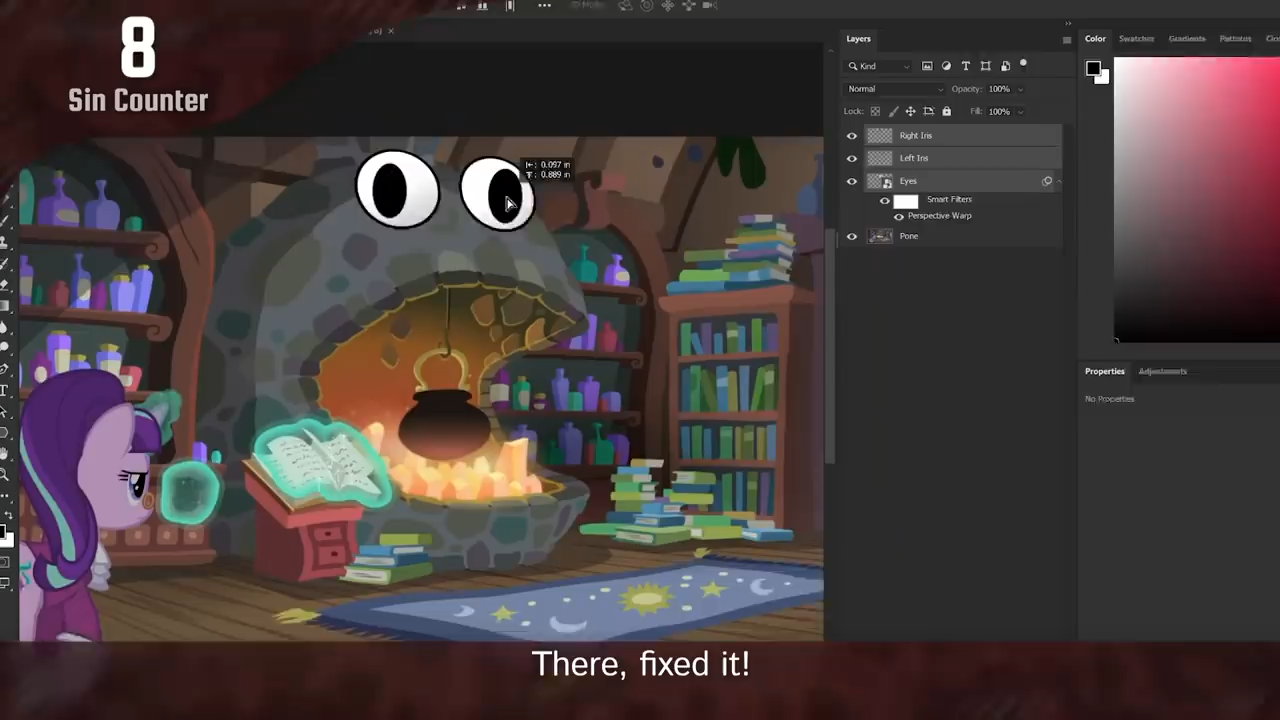 8
Sin Counter
Layers
Kind
Normal
Opacity: 100%
Lock:
Fill: 100%
Right Iris
Left Iris
Eyes
Smart Filters
Perspective Warp
Pone
Color
Swatches
Gradients
Patterns
Properties
Adjustments
No Properties
0.097 in
0.889 in
There, fixed it!